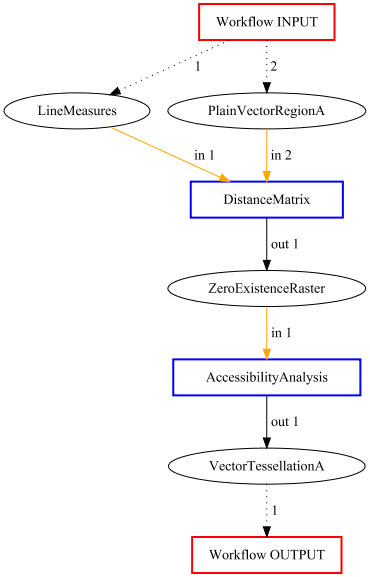 Workflow INPUT
1
2
LineMeasures
PlainVectorRegionA
in 1
in 2
DistanceMatrix
out 1
ZeroExistenceRaster
in 1
AccessibilityAnalysis
out 1
VectorTessellationA
1
Workflow OUTPUT